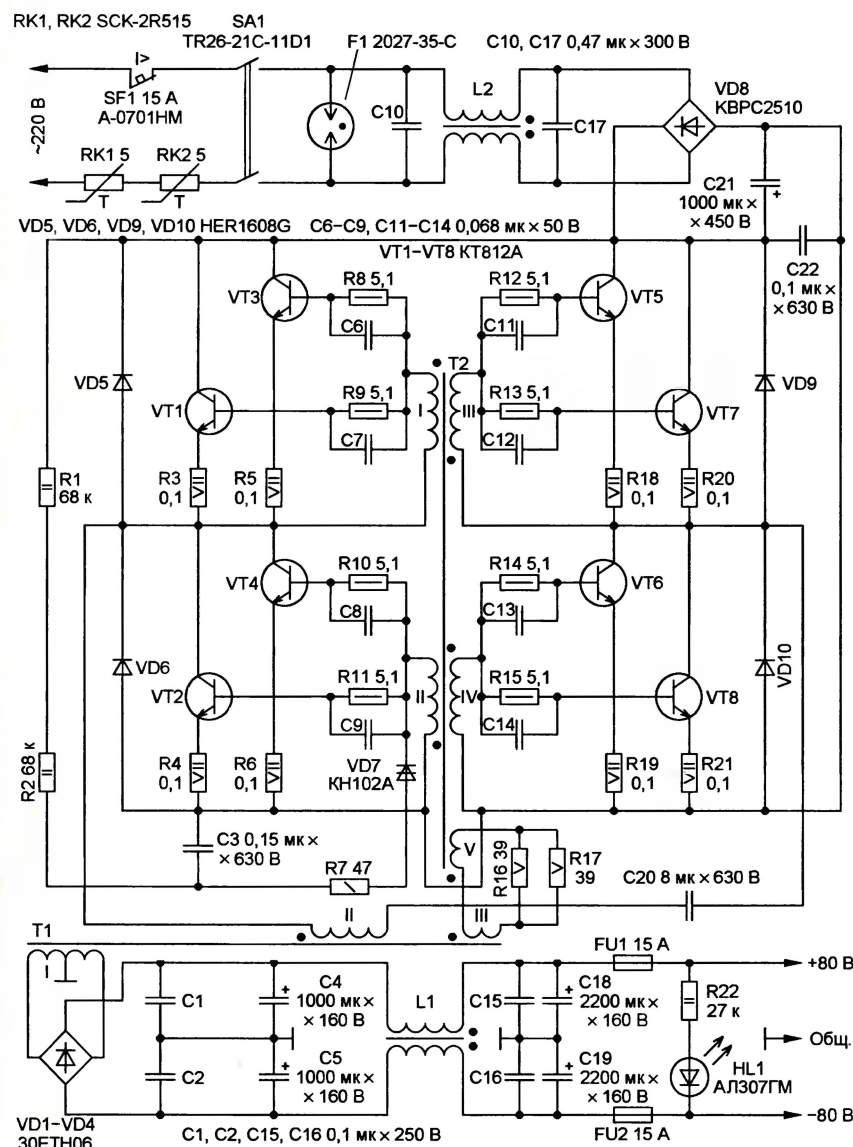 RK1, RK2 SCK-2R515
SA1
TR26-21C-11D1
F1 2027-35-C
C10, C17 0,47 мк × 300 В
I>
SF1 15 A
A-0701HM
~220 В
RK1 5
RK2 5
T
T
C10
L2
C17
VD8
KBPC2510
C21
1000 мк ×
× 450 В
+
VD5, VD6, VD9, VD10 HER1608G
C6–C9, C11–C14 0,068 мк × 50 В
VT1–VT8 КТ812А
C22
0,1 мк ×
× 630 В
VT3
R8 5,1
C6
R12 5,1
C11
VT5
T2
VD5
VT1
R9 5,1
C7
I
III
R13 5,1
C12
VT7
VD9
R1
68 к
R3
0,1
R5
0,1
R18
0,1
R20
0,1
VT4
R10 5,1
C8
R14 5,1
C13
VT6
VD6
VT2
R11 5,1
C9
II
IV
R15 5,1
C14
VT8
VD10
R2 68 к
R4
0,1
R6
0,1
VD7
КН102А
R19
0,1
R21
0,1
C3 0,15 мк ×
× 630 В
V
R16 39
R17
39
R7 47
C20 8 мк × 630 В
II
III
T1
I
FU1 15 A
+80 В
C1
+
C4
1000 мк ×
× 160 В
L1
C15
+
C18
2200 мк ×
× 160 В
R22
27 к
Общ.
C2
+
C5
1000 мк ×
× 160 В
C16
+
C19
2200 мк ×
× 160 В
HL1
АЛ307ГМ
–80 В
VD1–VD4
30ETH06
C1, C2, C15, C16 0,1 мк × 250 В
FU2 15 A